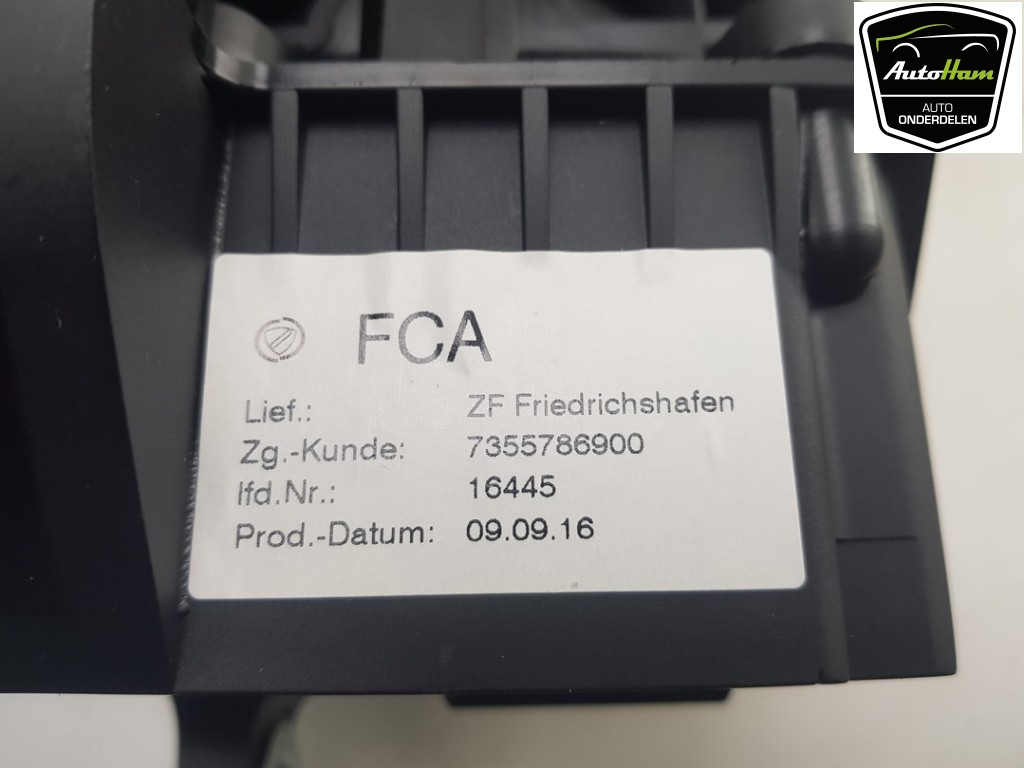 AutoHam
AUTO
ONDERDELEN
FCA
Lief.: ZF Friedrichshafen
Zg.-Kunde: 7355786900
lfd.Nr.: 16445
Prod.-Datum: 09.09.16